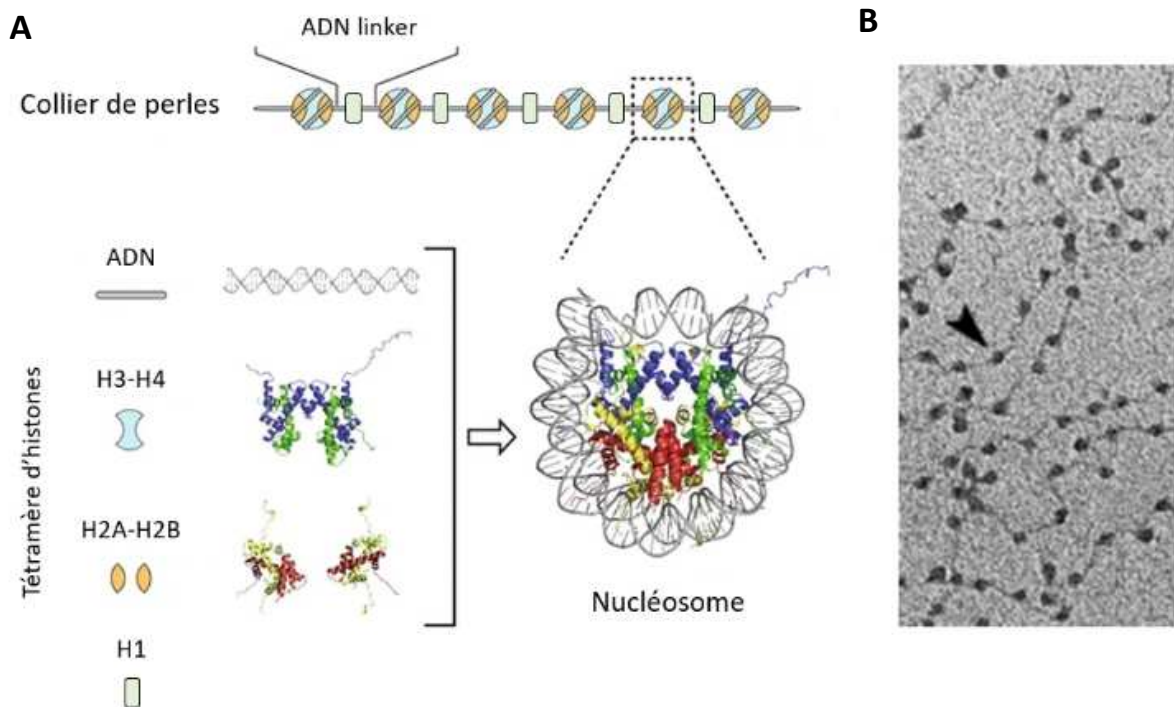 A
B
ADN linker
Collier de perles
ADN
H3-H4
H2A-H2B
H1
Tétramère d'histones
Nucléosome